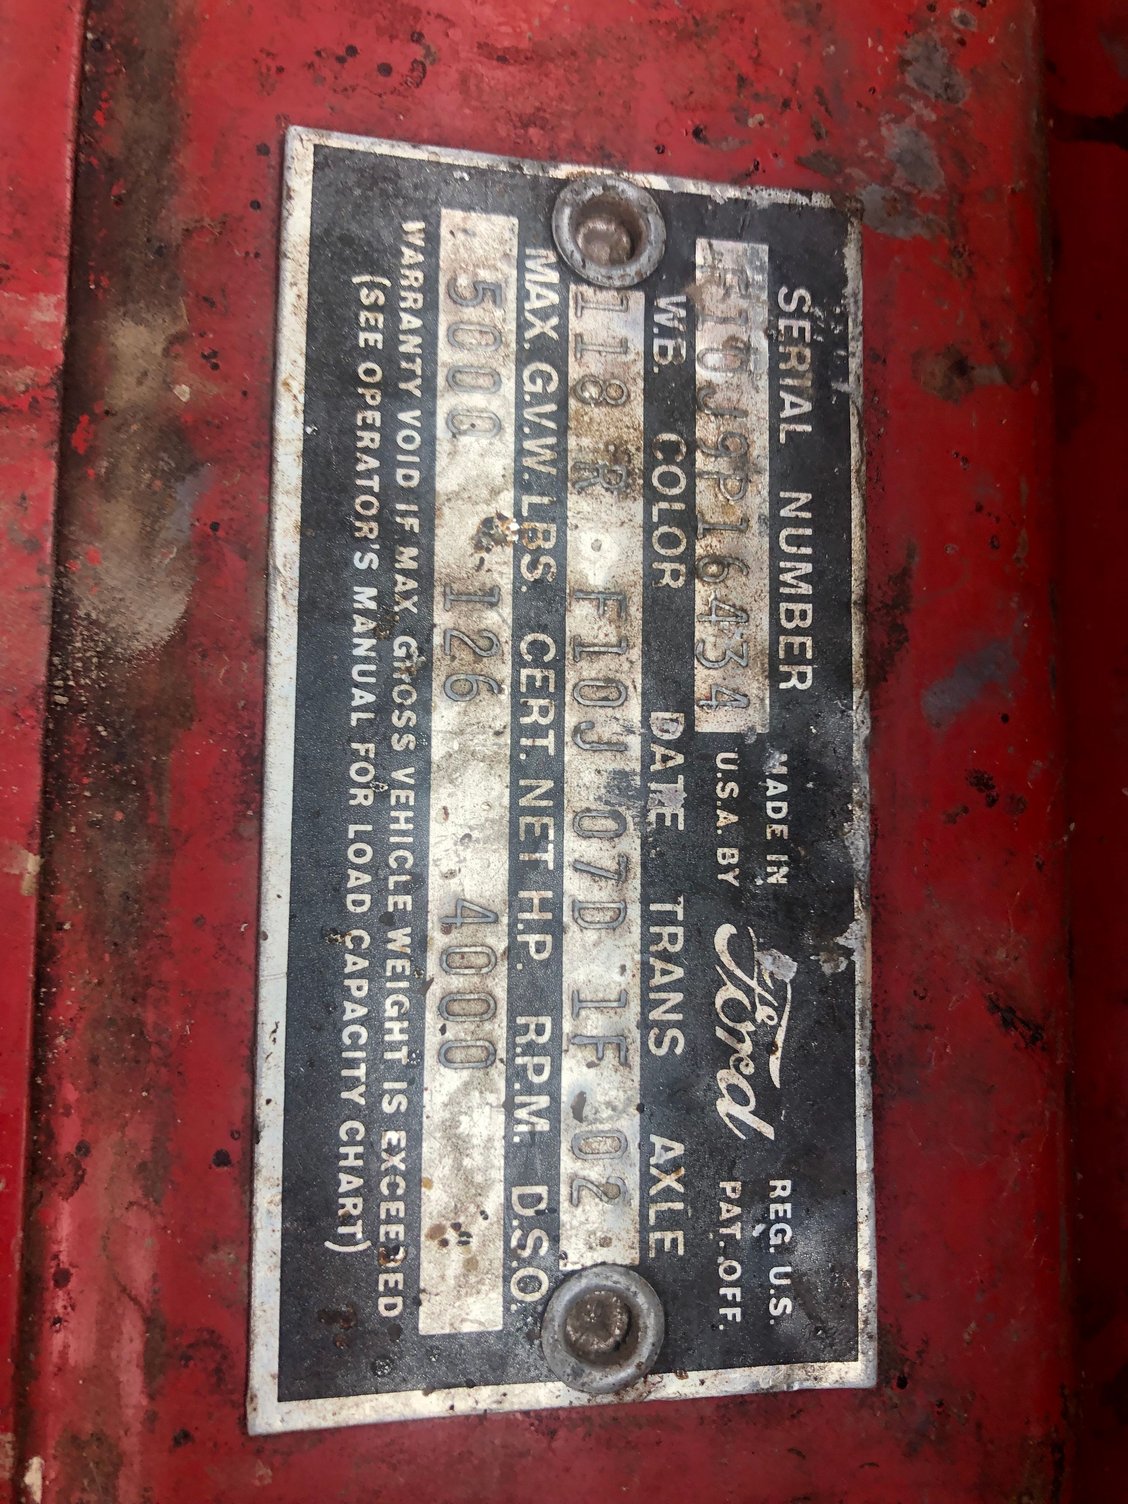 SERIAL NUMBER MADE IN Ford REG. U.S.
F10J9P16434 U.S.A. BY PAT. OFF.
W.B. COLOR DATE TRANS AXLE
118 R F10J 07D 1F 02
MAX. G.V.W. LBS. CERT. NET H.P. R.P.M. D.S.O.
5000 126 4000
WARRANTY VOID IF MAX. GROSS VEHICLE WEIGHT IS EXCEEDED
(SEE OPERATOR'S MANUAL FOR LOAD CAPACITY CHART)